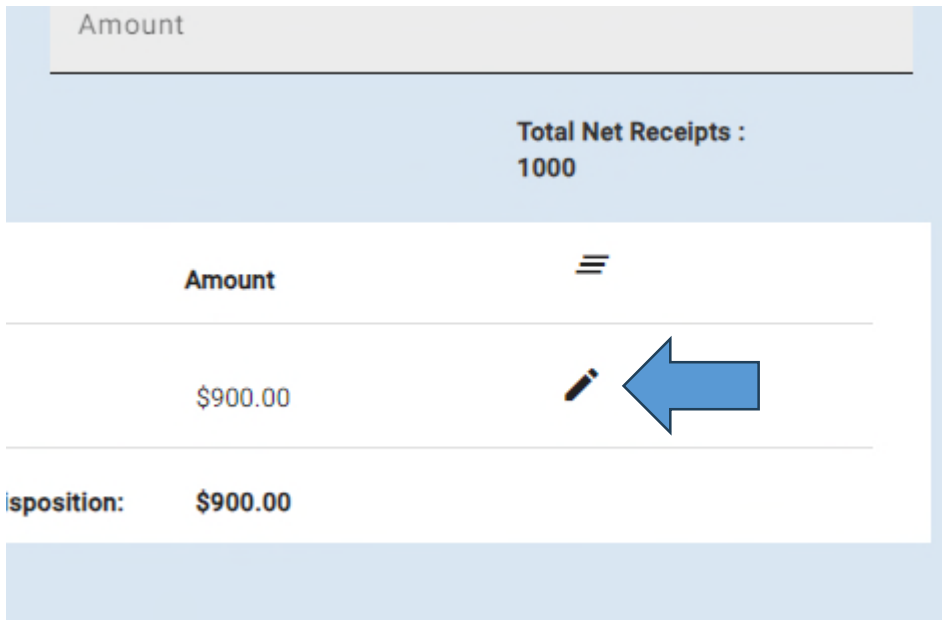 Amount
Total Net Receipts :
1000
Amount
$900.00
isposition: $900.00